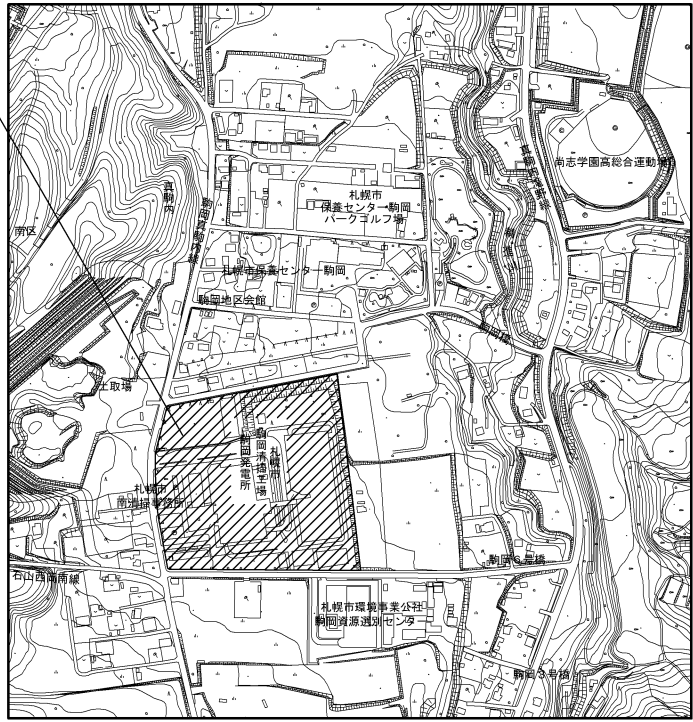 尚志学園高総合運動場
真駒内
札幌市
保養センター駒岡
パークゴルフ場
南区
駒岡真駒内線
札幌市保養センター駒岡
駒岡地区会館
土取場
札幌市
駒岡清掃工場
駒岡発電所
札幌市
南清掃事務所
駒岡6号橋
石山西岡南線
札幌市環境事業公社
駒岡資源選別センター
駒岡3号橋